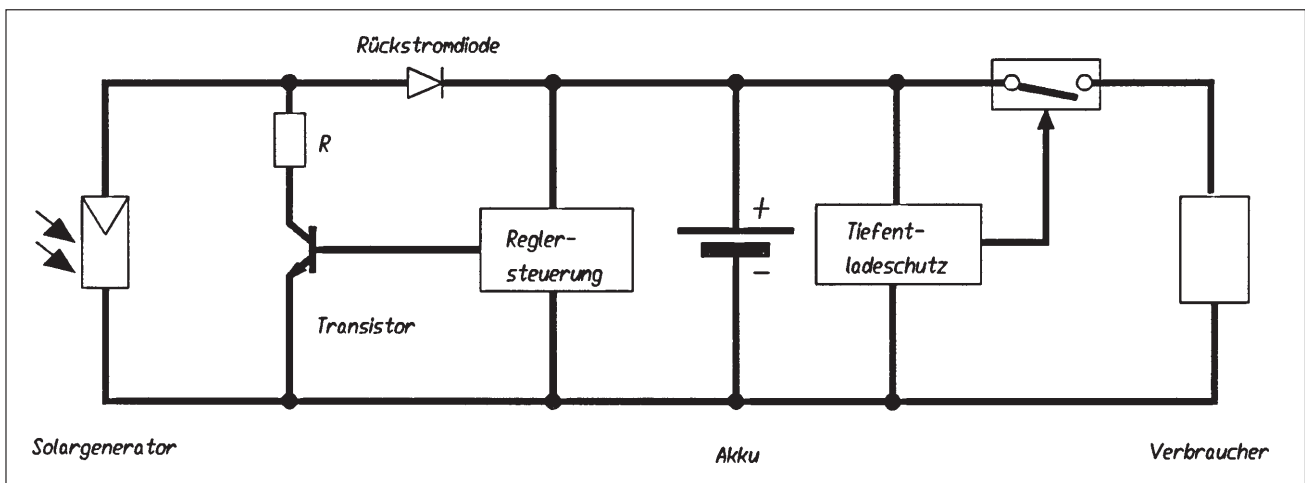 Rückstromdiode
R
+
Regler-
steuerung
-
Tiefent-
ladeschutz
Transistor
Solargenerator
Akku
Verbraucher